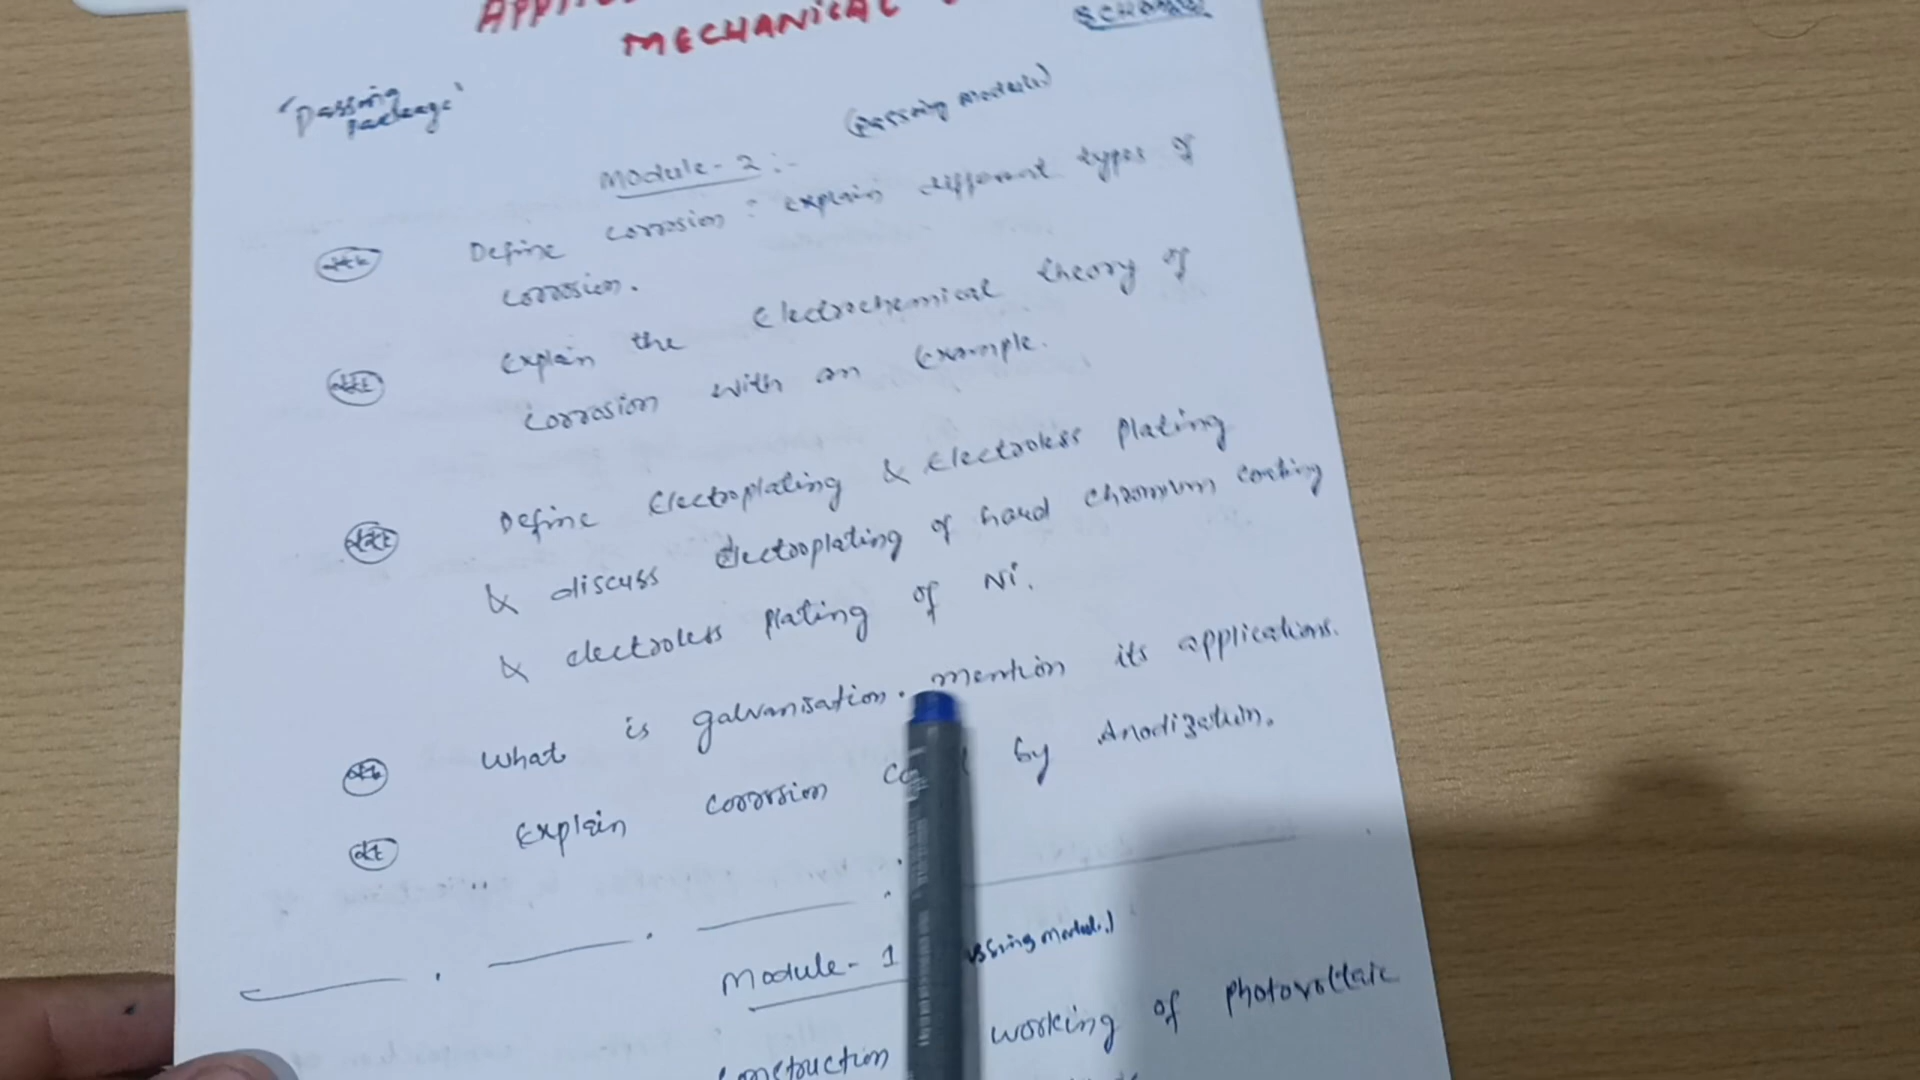 MECHANICAL
"Passing
package"
(passing module)
Module-2:-
Define corrosion: explain different types of
corrosion.
Explain the Electrochemical theory of
corrosion with an Example.
Define Electroplating & Electroless Plating
& discuss electroplating of hard chromium coating
& electroless plating of Ni.
What is galvanisation. mention its applications.
Explain corrosion by Anodization.
Module-1
working of photovoltaic